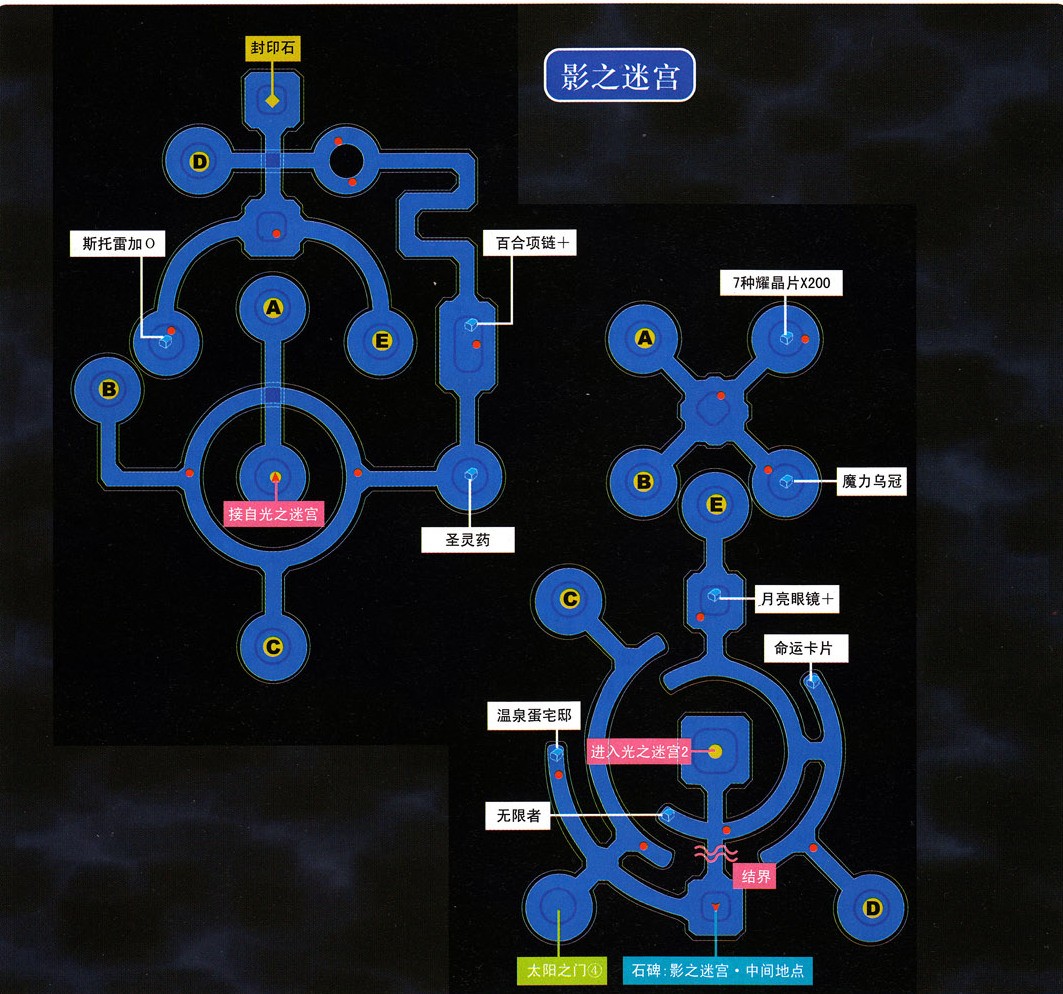 封印石
影之迷宫
D
斯托雷加O
百合项链＋
A
E
B
接自光之迷宫
圣灵药
C
7种耀晶片X200
A
B
魔力乌冠
E
C
月亮眼镜＋
命运卡片
温泉蛋宅邸
进入光之迷宫2
无限者
结界
D
太阳之门④
石碑:影之迷宫·中间地点